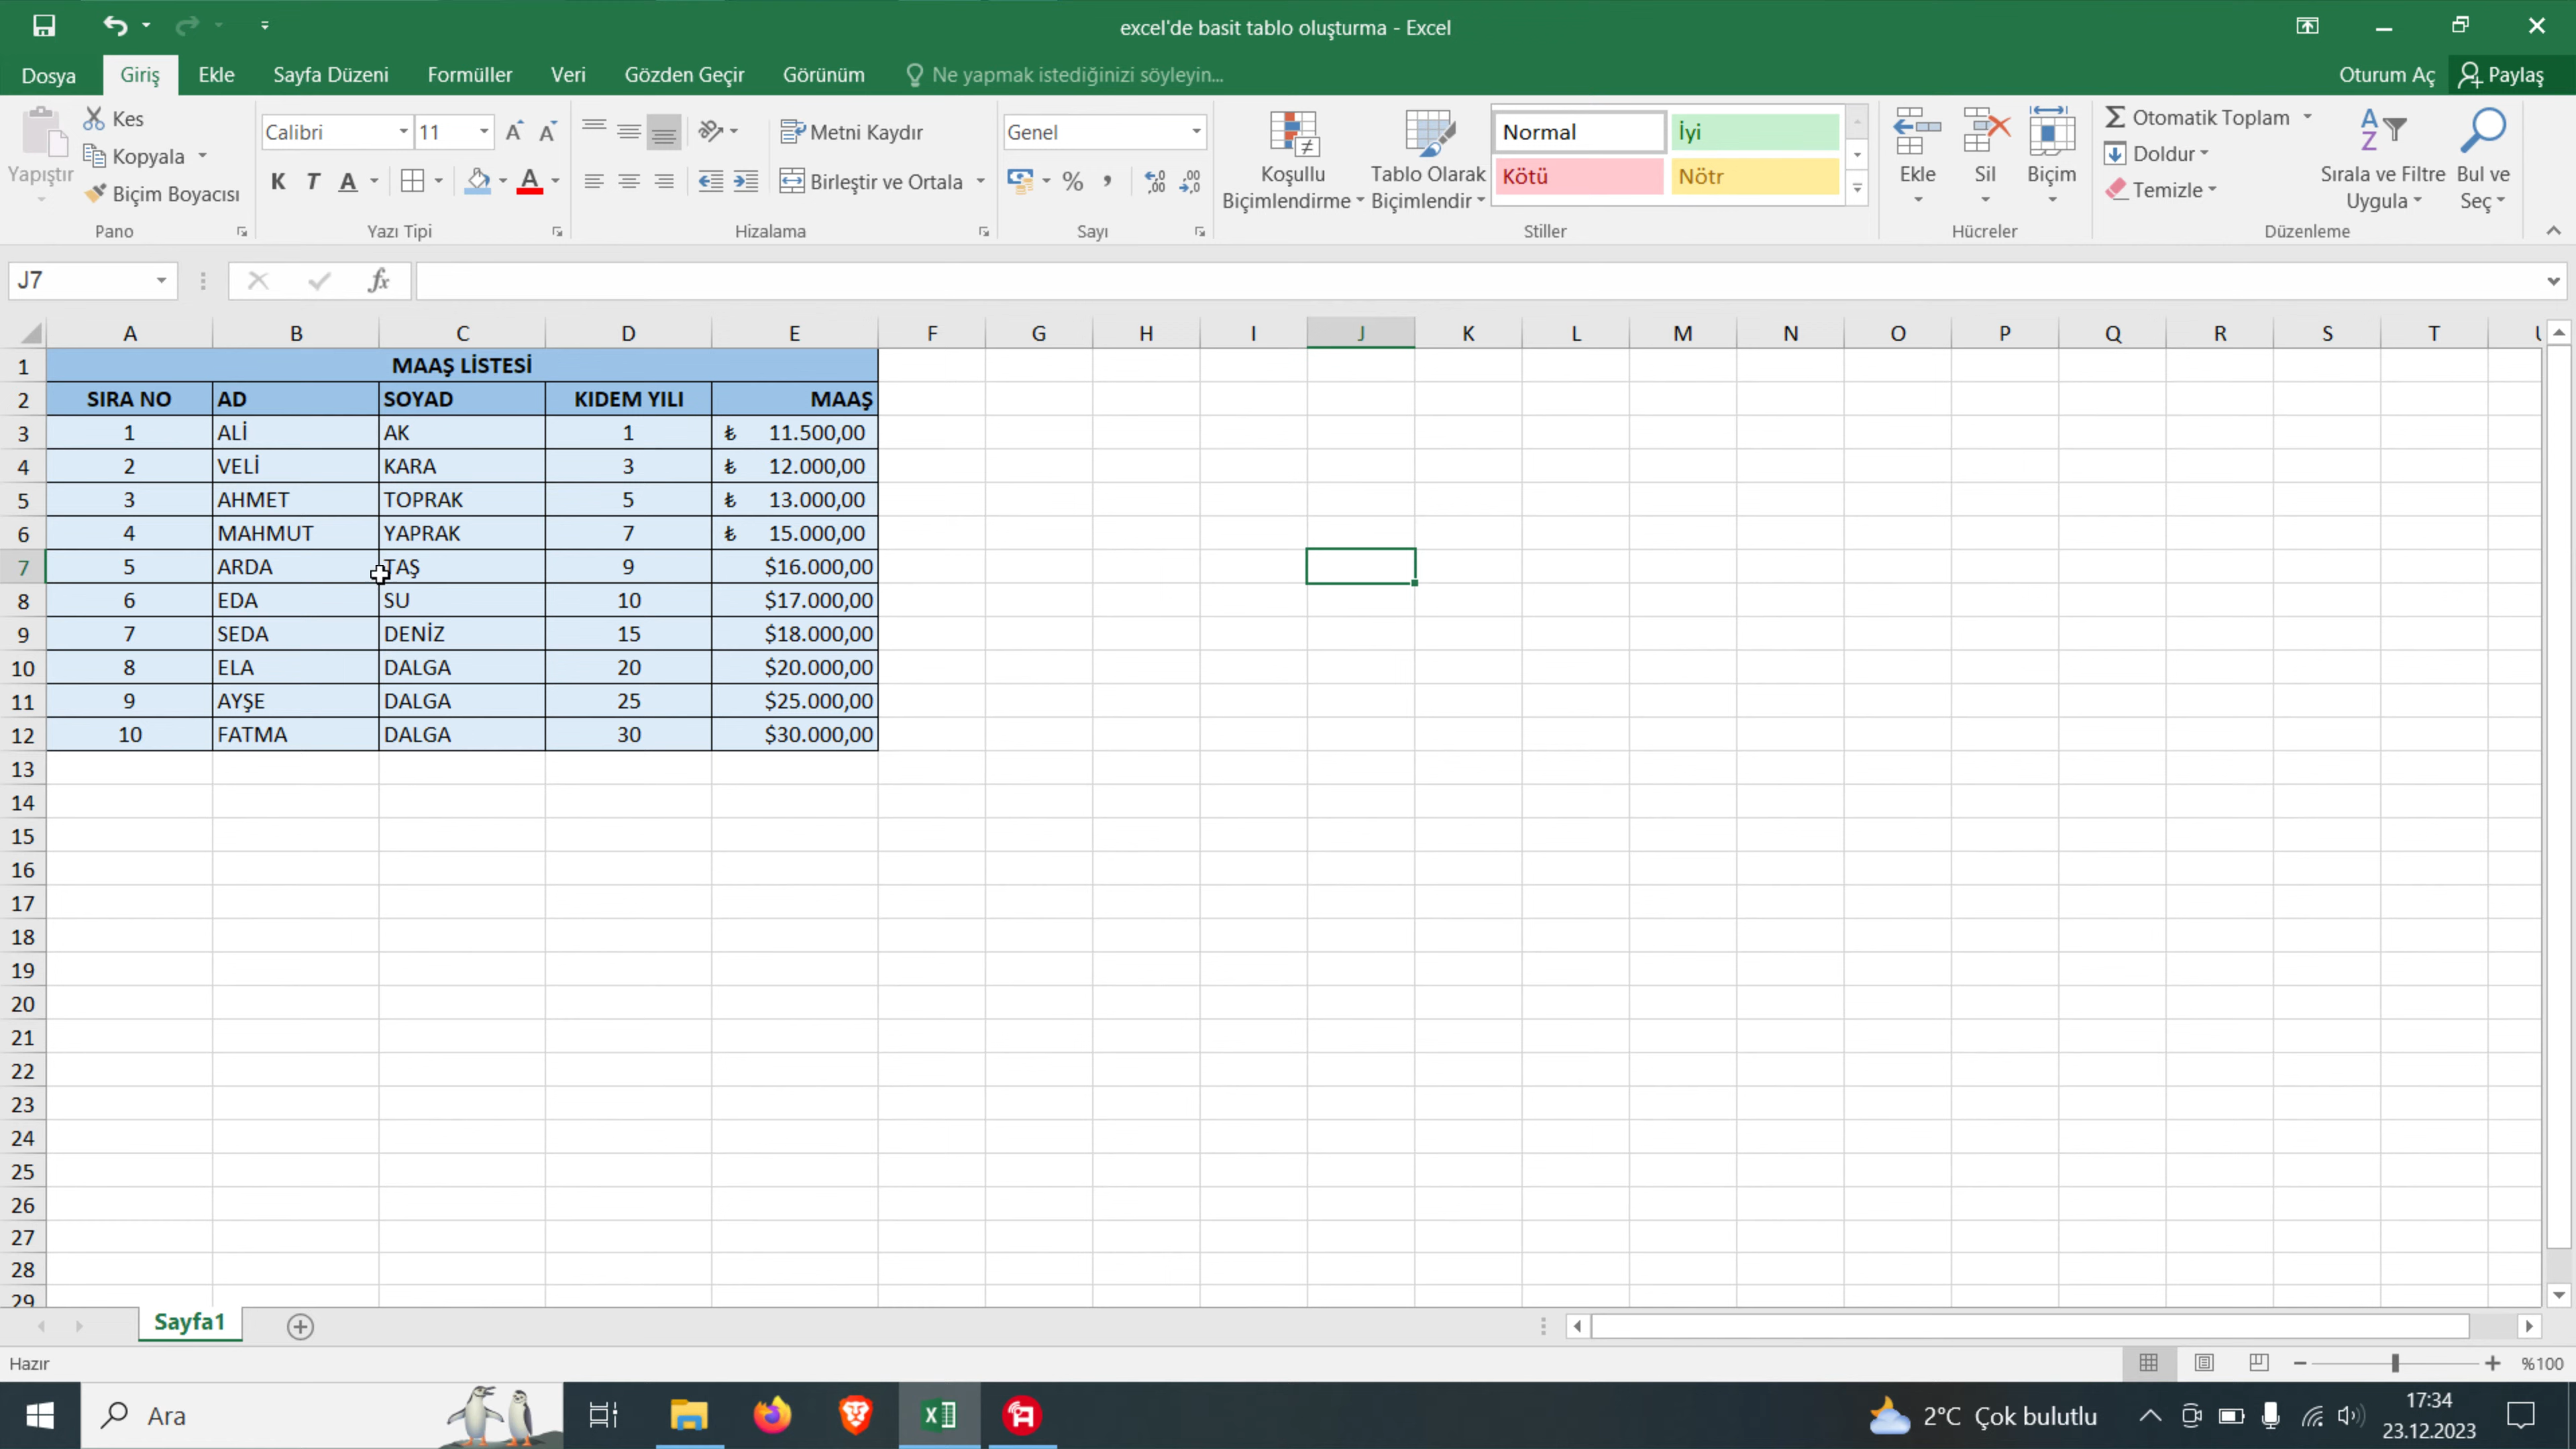 excel'de basit tablo oluşturma - Excel
Dosya Giriş Ekle Sayfa Düzeni Formüller Veri Gözden Geçir Görünüm Ne yapmak istediğinizi söyleyin... Oturum Aç Paylaş
Yapıştır Kes Kopyala Biçim Boyacısı
Pano
Calibri 11
K T A A
Yazı Tipi
Metni Kaydır
Birleştir ve Ortala
Hizalama
Genel
% ,
Sayı
Koşullu Biçimlendirme
Tablo Olarak Biçimlendir
Normal İyi
Kötü Nötr
Stiller
Ekle Sil Biçim
Hücreler
Otomatik Toplam
Doldur
Temizle
Sırala ve Filtre Uygula
Bul ve Seç
Düzenleme
J7 fx
A B C D E F G H I J K L M N O P Q R S T
1 MAAŞ LİSTESİ
2 SIRA NO AD SOYAD KIDEM YILI MAAŞ
3 1 ALİ AK 1 ₺ 11.500,00
4 2 VELİ KARA 3 ₺ 12.000,00
5 3 AHMET TOPRAK 5 ₺ 13.000,00
6 4 MAHMUT YAPRAK 7 ₺ 15.000,00
7 5 ARDA TAŞ 9 $16.000,00
8 6 EDA SU 10 $17.000,00
9 7 SEDA DENİZ 15 $18.000,00
10 8 ELA DALGA 20 $20.000,00
11 9 AYŞE DALGA 25 $25.000,00
12 10 FATMA DALGA 30 $30.000,00
13
14
15
16
17
18
19
20
21
22
23
24
25
26
27
28
29
Sayfa1
Hazır %100
Ara 2°C Çok bulutlu 17:34
23.12.2023